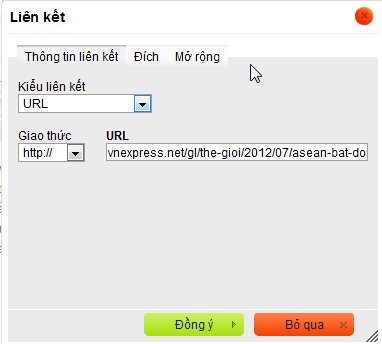 Liên kết
Thông tin liên kết Đích Mở rộng
Kiểu liên kết
URL
Giao thức URL
http:// vnexpress.net/gl/the-gioi/2012/07/asean-bat-do
Đồng ý Bỏ qua